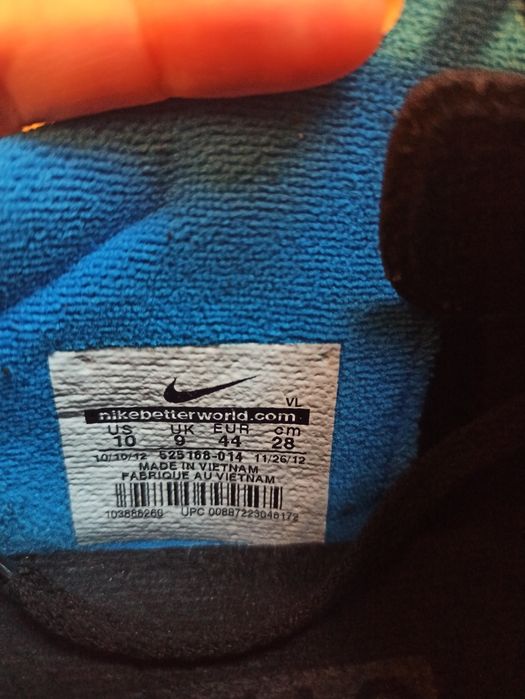 VL
nikebetterworld.com
US UK EUR cm
10 9 44 28
10/10/12 525168-014 11/26/12
MADE IN VIETNAM
FABRIQUE AU VIETNAM
103888269 UPC 00887223046172